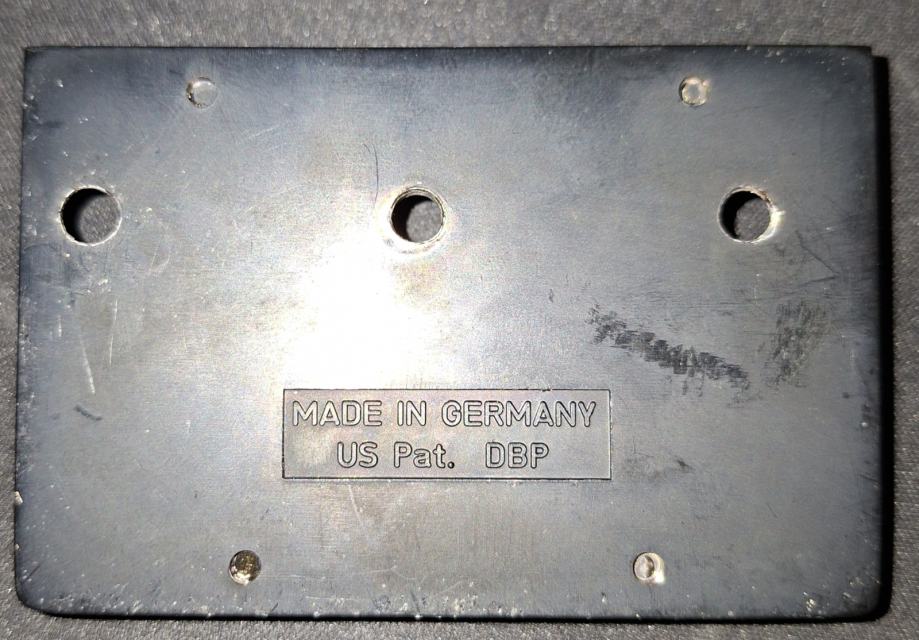 MADE IN GERMANY
US Pat. DBP